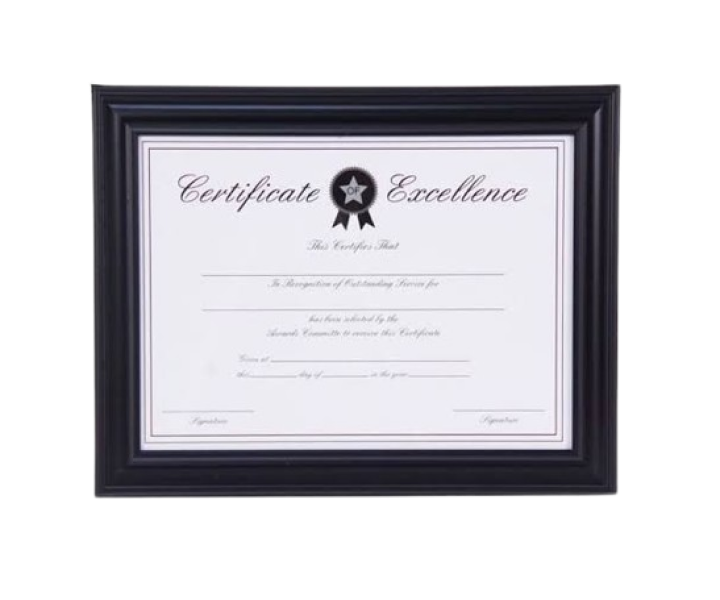 Certificate OF Excellence
This Certifies That
In Recognition of Outstanding Service for
has been selected by the
Awards Committe to receive this Certificate
Given at
this day of in the year
Signature Signature